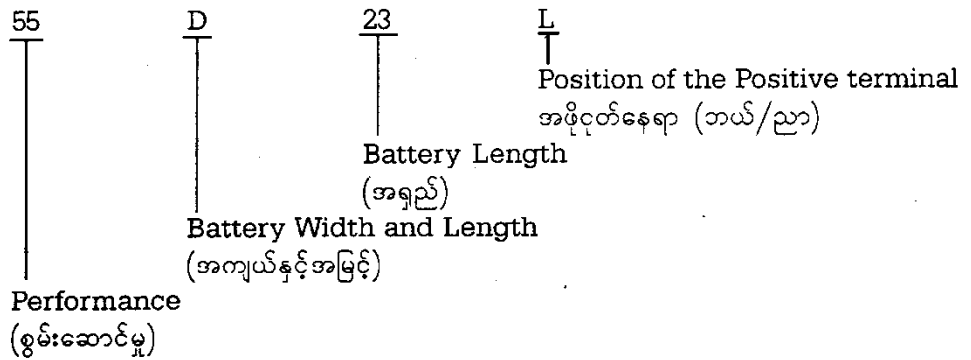 55 D 23 L
Position of the Positive terminal
အဖိုငုတ်နေရာ (ဘယ်/ညာ)
Battery Length
(အရှည်)
Battery Width and Length
(အကျယ်နှင့်အမြင့်)
Performance
(စွမ်းဆောင်မှု)